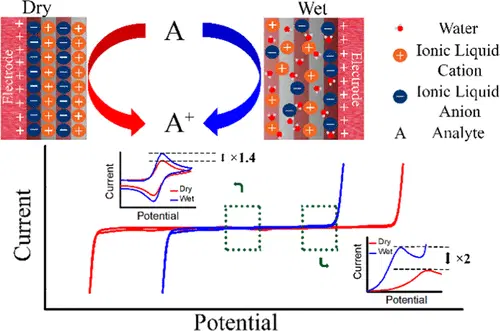 Dry
Wet
Electrode
A
A+
Electrode
Water
Ionic Liquid
Cation
Ionic Liquid
Anion
A Analyte
Current
Current
Dry
Wet
I ×1.4
Potential
Current
Dry
Wet
I ×2
Potential
Potential